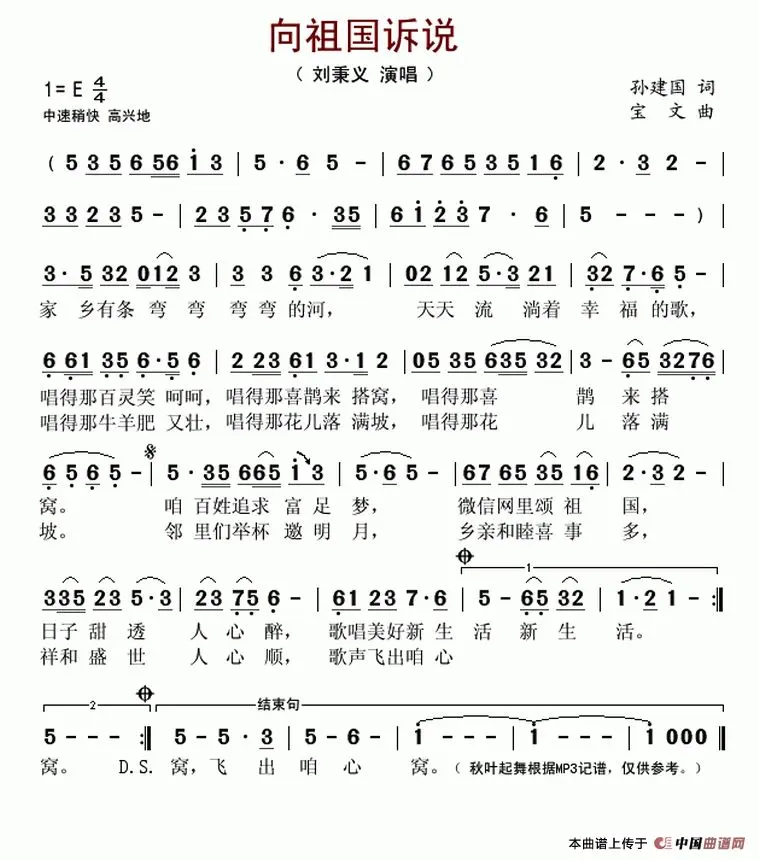 向祖国诉说
（ 刘秉义 演唱 ）
1= E 4/4
孙建国 词
中速稍快 高兴地
宝 文 曲
（ 5 3 5 6 5 6 i 3 | 5 · 6 5 - | 6 7 6 5 3 5 1 6 | 2 · 3 2 - |
3 3 2 3 5 - | 2 3 5 7 6 · 3 5 | 6 1 2 3 7 · 6 | 5 - - - ）|
3 · 5 3 2 0 1 2 3 | 3 3 6 3 · 2 1 | 0 2 1 2 5 · 3 2 1 | 3 2 7 · 6 5 - |
家 乡有条 弯 弯 弯弯 的河， 天天 流 淌着 幸 福 的歌，
6 6 1 3 5 6 · 5 6 | 2 2 3 6 1 3 · 1 2 | 0 5 3 5 6 3 5 3 2 | 3 - 6 5 3 2 7 6 |
唱得那百灵笑 呵呵，唱得那喜鹊来 搭窝， 唱得那喜 鹊 来 搭
唱得那牛羊肥 又壮，唱得那花儿落 满坡， 唱得那花 儿 落 满
6 5 6 5 - | 5 · 3 5 6 6 5 i 3 | 5 · 6 5 - | 6 7 6 5 3 5 1 6 | 2 · 3 2 - |
窝。 咱 百姓追求 富 足 梦， 微信网里颂 祖 国，
坡。 邻 里们举杯 邀 明 月， 乡亲和睦喜 事 多，
1
3 3 5 2 3 5 · 3 | 2 3 7 5 6 - | 6 1 2 3 7 · 6 | 5 - 6 5 3 2 | 1 · 2 1 - :||
日子 甜 透 人 心 醉， 歌唱美好新 生 活 新 生 活。
祥和 盛 世 人 心 顺， 歌声飞出咱 心
2 结束句
5 - - - :|| 5 - 5 · 3 | 5 - 6 - | 1 - - - | 1 - - - | 1 0 0 0 ||
窝。 D.S. 窝，飞 出 咱 心 窝。（ 秋叶起舞根据MP3记谱，仅供参考。）
本曲谱上传于 中国曲谱网